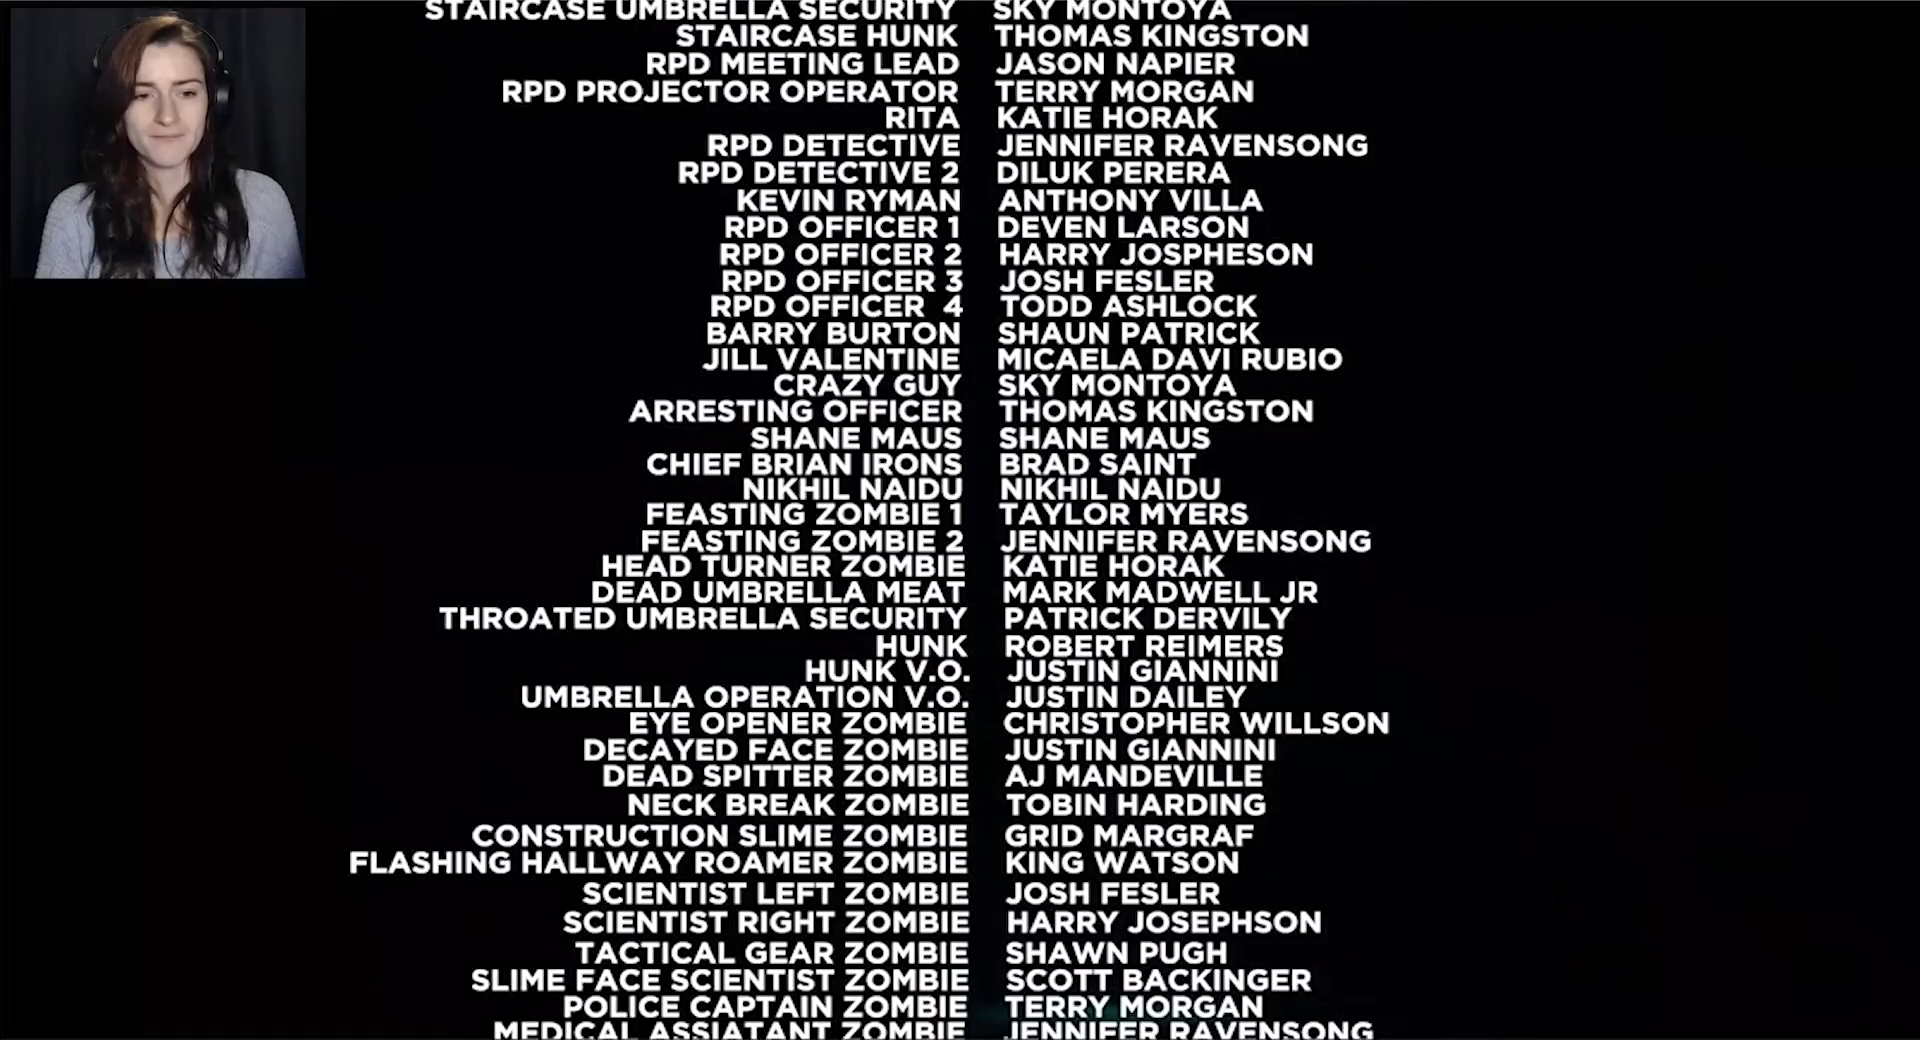 STAIRCASE UMBRELLA SECURITY SKY MONTOYA
STAIRCASE HUNK THOMAS KINGSTON
RPD MEETING LEAD JASON NAPIER
RPD PROJECTOR OPERATOR TERRY MORGAN
RITA KATIE HORAK
RPD DETECTIVE JENNIFER RAVENSONG
RPD DETECTIVE 2 DILUK PERERA
KEVIN RYMAN ANTHONY VILLA
RPD OFFICER 1 DEVEN LARSON
RPD OFFICER 2 HARRY JOSPHESON
RPD OFFICER 3 JOSH FESLER
RPD OFFICER 4 TODD ASHLOCK
BARRY BURTON SHAUN PATRICK
JILL VALENTINE MICAELA DAVI RUBIO
CRAZY GUY SKY MONTOYA
ARRESTING OFFICER THOMAS KINGSTON
SHANE MAUS SHANE MAUS
CHIEF BRIAN IRONS BRAD SAINT
NIKHIL NAIDU NIKHIL NAIDU
FEASTING ZOMBIE 1 TAYLOR MYERS
FEASTING ZOMBIE 2 JENNIFER RAVENSONG
HEAD TURNER ZOMBIE KATIE HORAK
DEAD UMBRELLA MEAT MARK MADWELL JR
THROATED UMBRELLA SECURITY PATRICK DERVILY
HUNK ROBERT REIMERS
HUNK V.O. JUSTIN GIANNINI
UMBRELLA OPERATION V.O. JUSTIN DAILEY
EYE OPENER ZOMBIE CHRISTOPHER WILLSON
DECAYED FACE ZOMBIE JUSTIN GIANNINI
DEAD SPITTER ZOMBIE AJ MANDEVILLE
NECK BREAK ZOMBIE TOBIN HARDING
CONSTRUCTION SLIME ZOMBIE GRID MARGRAF
FLASHING HALLWAY ROAMER ZOMBIE KING WATSON
SCIENTIST LEFT ZOMBIE JOSH FESLER
SCIENTIST RIGHT ZOMBIE HARRY JOSEPHSON
TACTICAL GEAR ZOMBIE SHAWN PUGH
SLIME FACE SCIENTIST ZOMBIE SCOTT BACKINGER
POLICE CAPTAIN ZOMBIE TERRY MORGAN
MEDICAL ASSIATANT ZOMBIE JENNIFER RAVENSONG